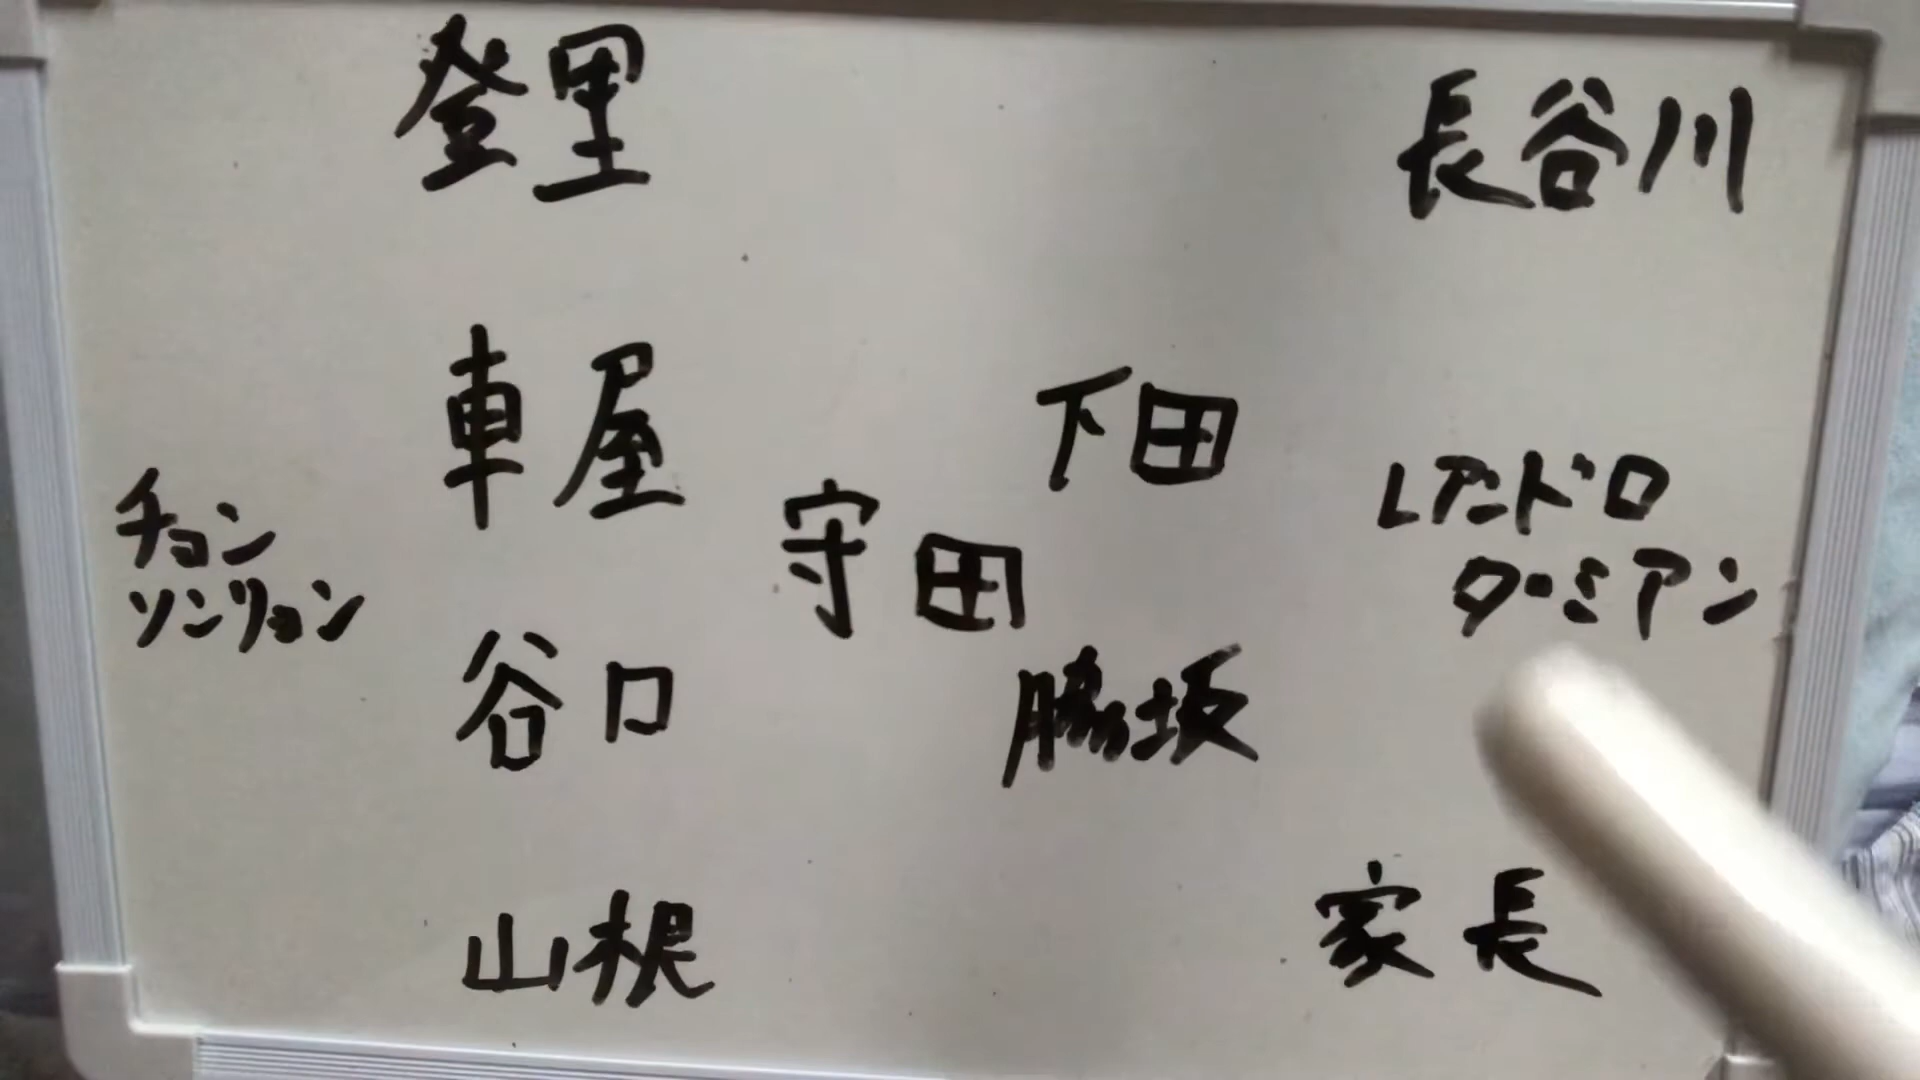 登里
長谷川
車屋
下田
チョン
ソンリョン
守田
レアンドロ
ダミアン
谷口
脇坂
山根
家長